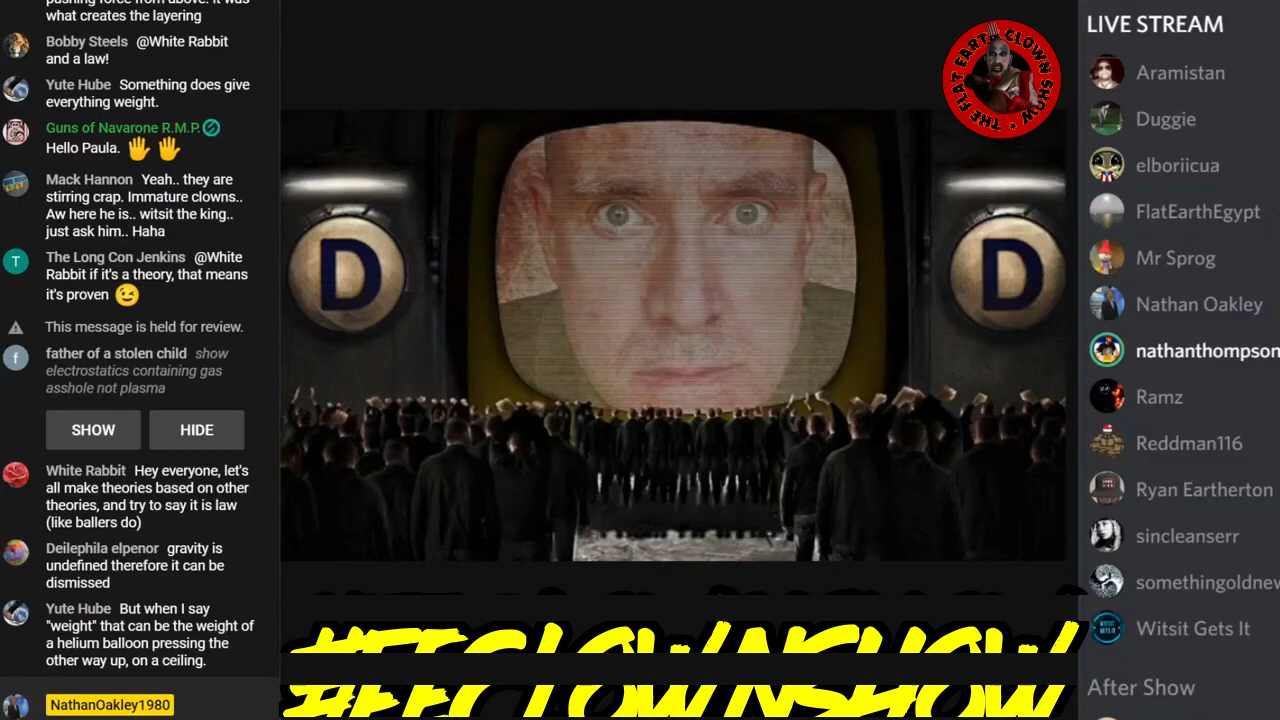 pushing force from above. It was
what creates the layering
Bobby Steels @White Rabbit
and a law!
Yute Hube Something does give
everything weight.
Guns of Navarone R.M.P.
Hello Paula. 🖐 🖐
Mack Hannon Yeah.. they are
stirring crap. Immature clowns..
Aw here he is.. witsit the king..
just ask him.. Haha
T
The Long Con Jenkins @White
Rabbit if it's a theory, that means
it's proven 😉
This message is held for review.
f
father of a stolen child show
electrostatics containing gas
asshole not plasma
SHOW HIDE
White Rabbit Hey everyone, let's
all make theories based on other
theories, and try to say it is law
(like ballers do)
Deilephila elpenor gravity is
undefined therefore it can be
dismissed
Yute Hube But when I say
"weight" that can be the weight of
a helium balloon pressing the
other way up, on a ceiling.
NathanOakley1980
THE FLAT EARTH CLOWN SHOW
D
D
#FECLOWNSHOW
#FECLOWNSHOW
LIVE STREAM
Aramistan
Duggie
elboriicua
FlatEarthEgypt
Mr Sprog
Nathan Oakley
nathanthompson
Ramz
Reddman116
Ryan Eartherton
sincleanserr
somethingoldnew
WITSIT GETS IT
Witsit Gets It
After Show